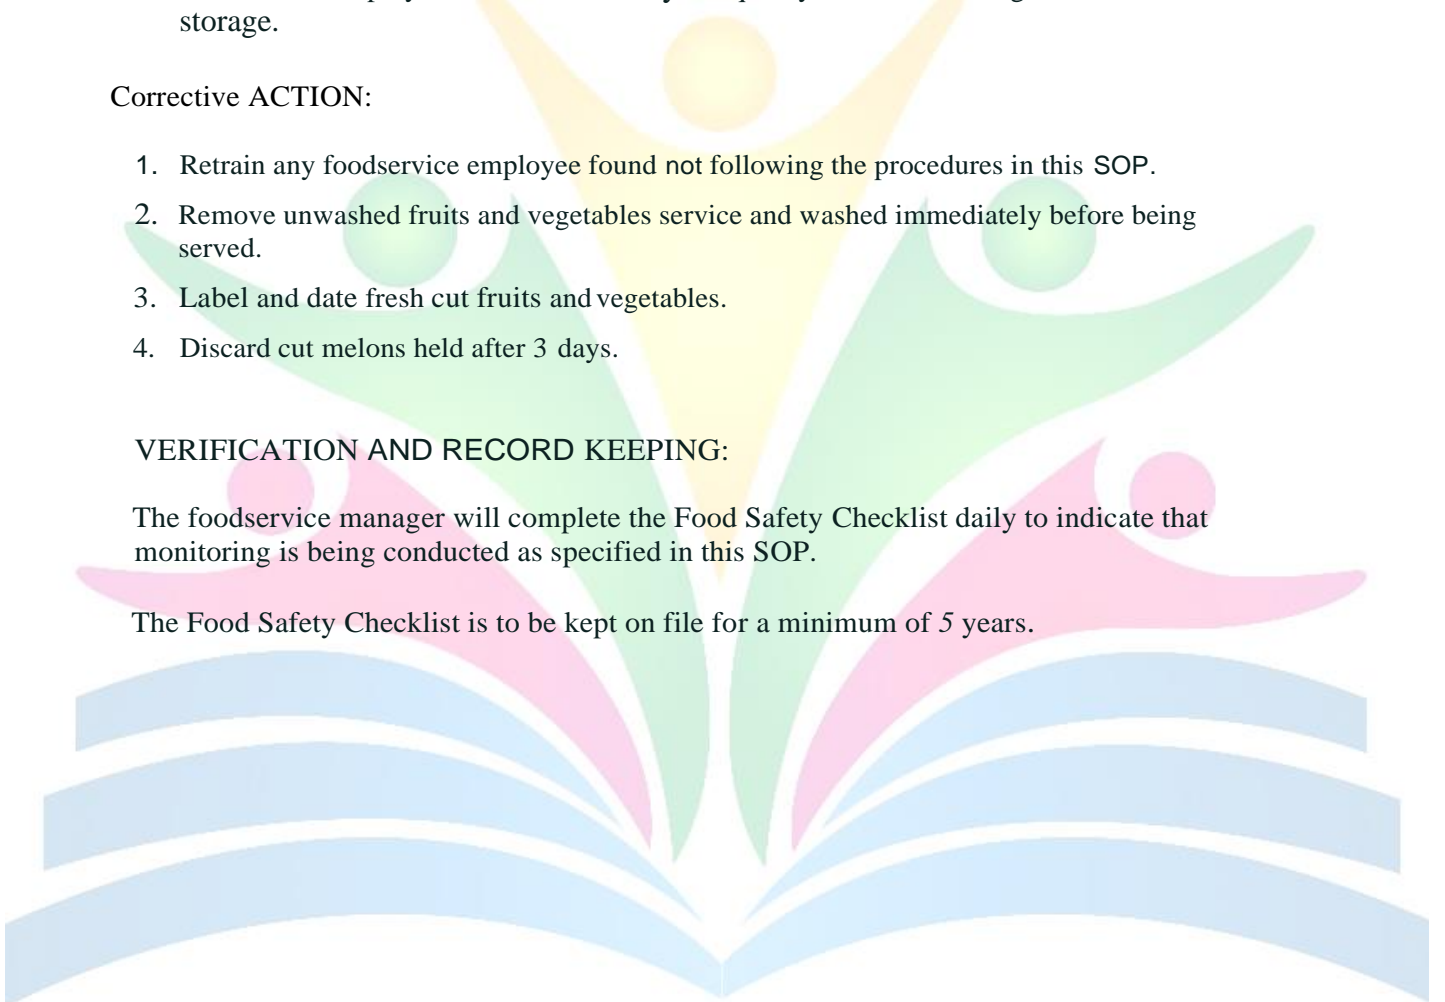 storage.
Corrective ACTION:
1. Retrain any foodservice employee found not following the procedures in this SOP.
2. Remove unwashed fruits and vegetables service and washed immediately before being
served.
3. Label and date fresh cut fruits and vegetables.
4. Discard cut melons held after 3 days.
VERIFICATION AND RECORD KEEPING:
The foodservice manager will complete the Food Safety Checklist daily to indicate that
monitoring is being conducted as specified in this SOP.
The Food Safety Checklist is to be kept on file for a minimum of 5 years.